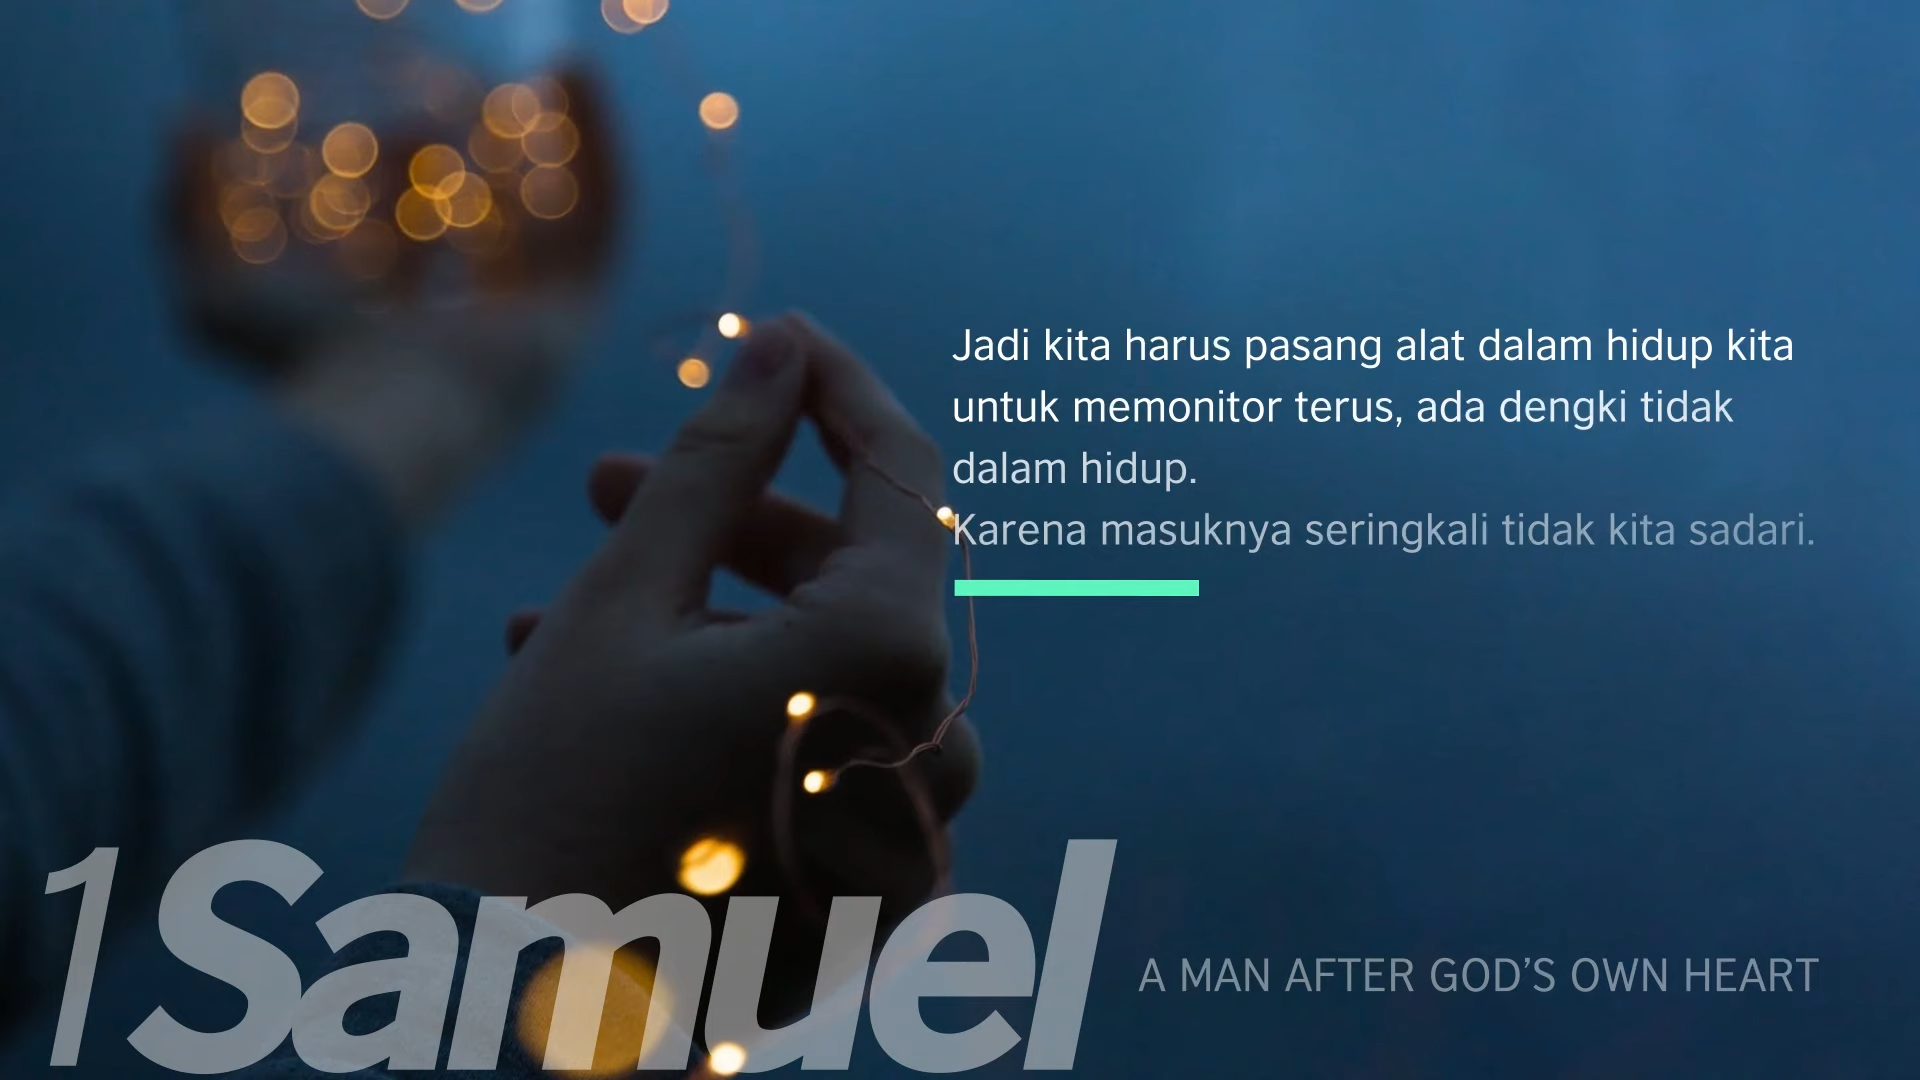 Jadi kita harus pasang alat dalam hidup kita
untuk memonitor terus, ada dengki tidak
dalam hidup.
Karena masuknya seringkali tidak kita sadari.
1Samuel
A MAN AFTER GOD’S OWN HEART